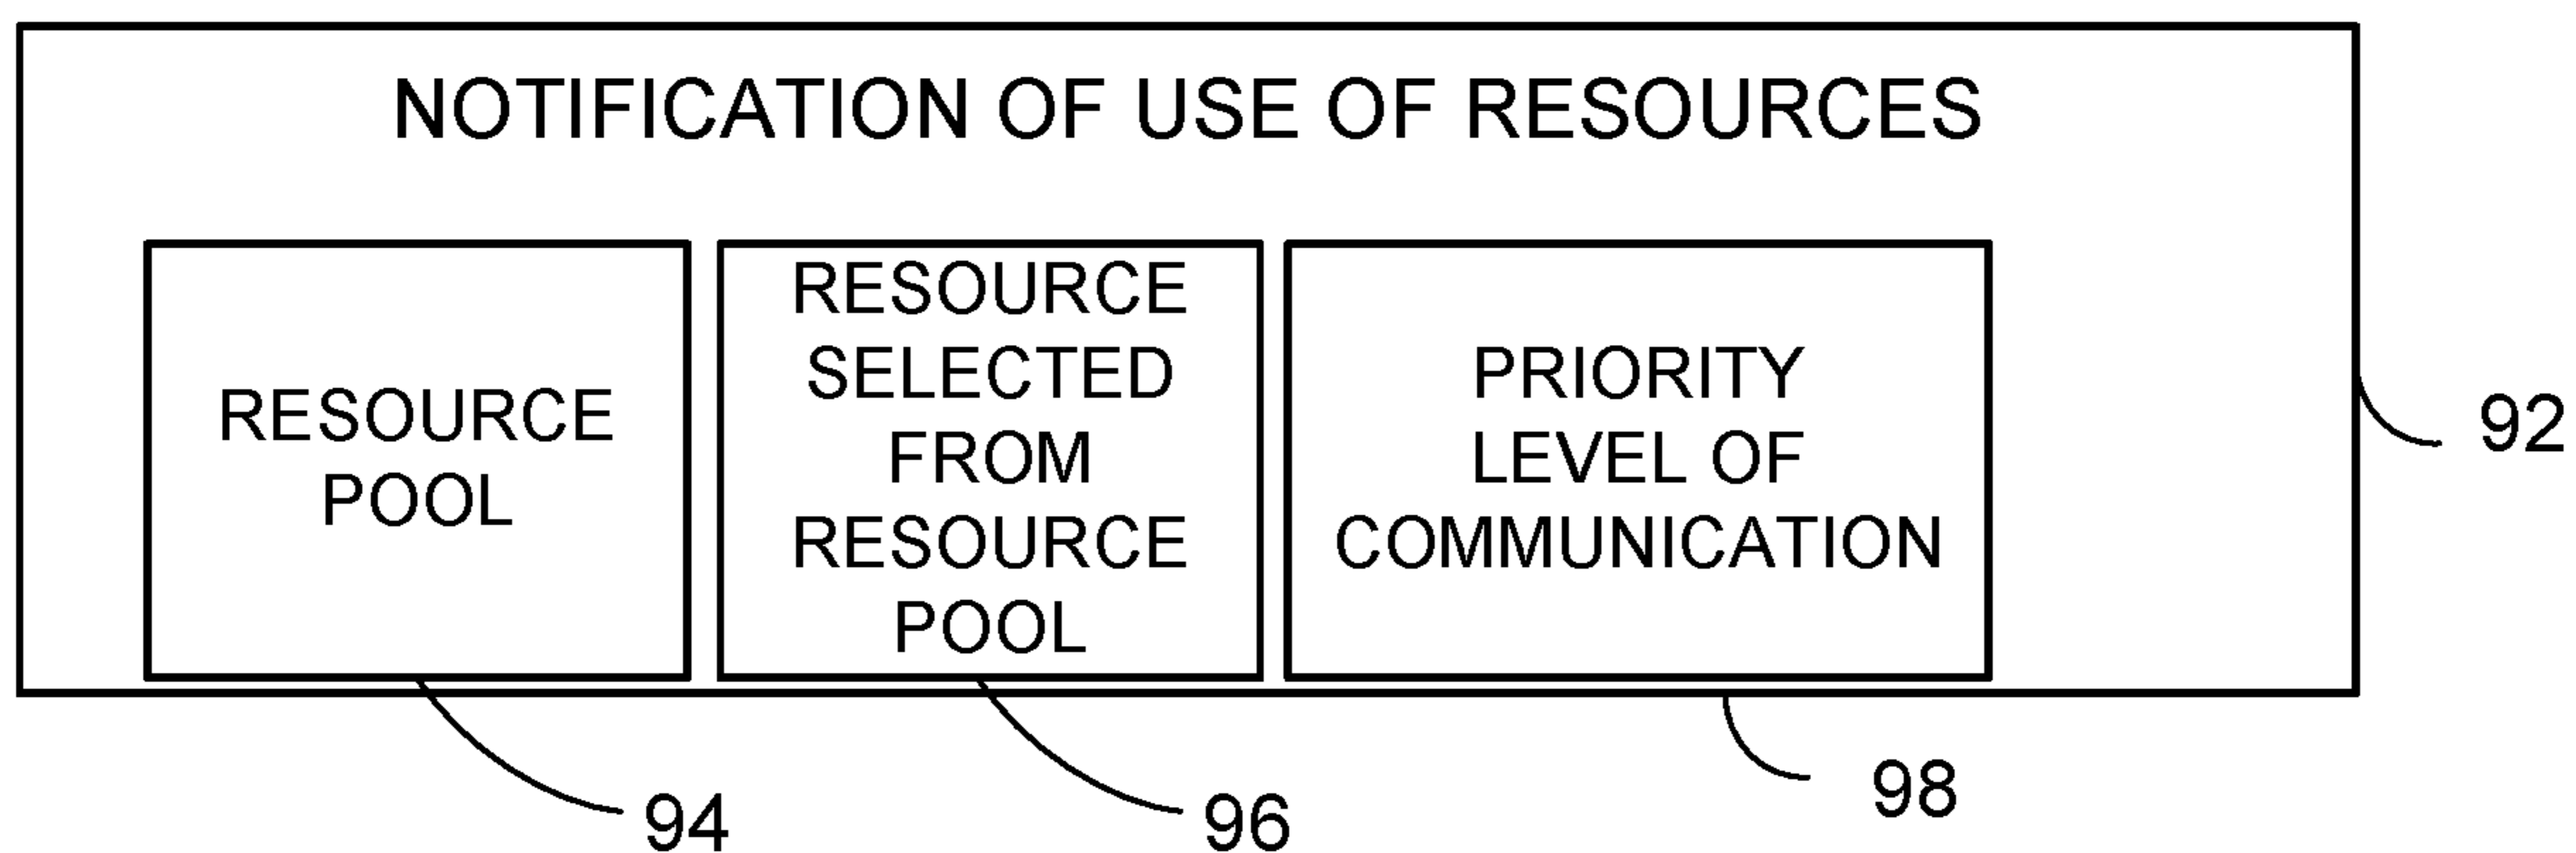 NOTIFICATION OF USE OF RESOURCES
RESOURCE
POOL
RESOURCE
SELECTED
FROM
RESOURCE
POOL
PRIORITY
LEVEL OF
COMMUNICATION
92
94
96
98